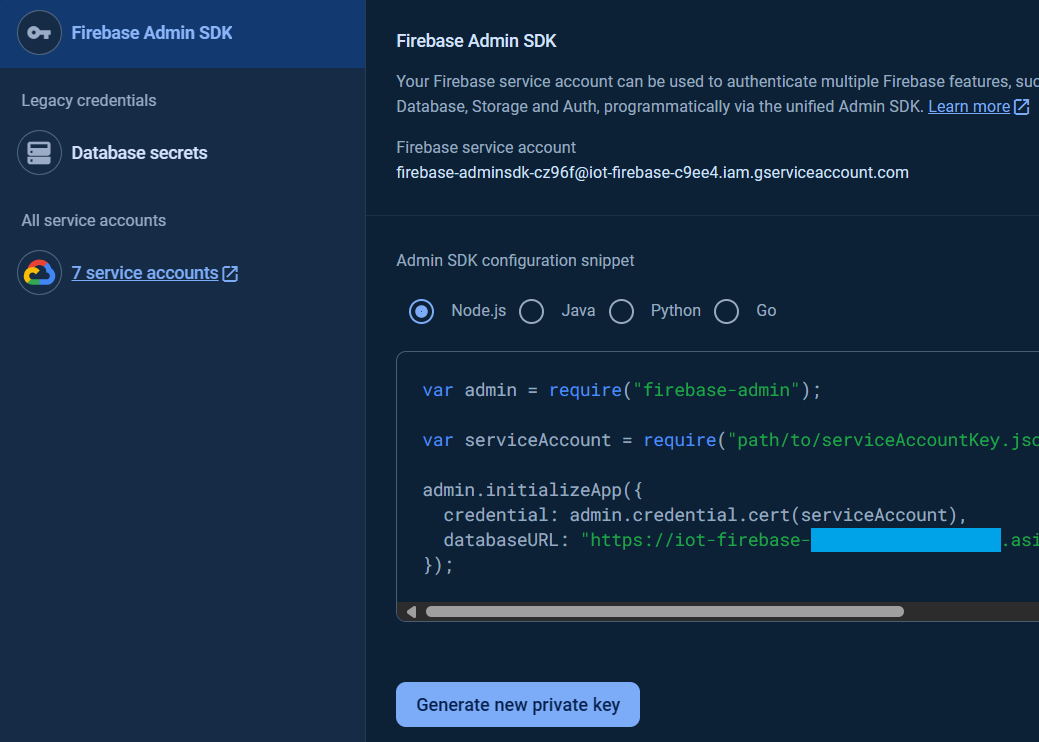 Firebase Admin SDK
Legacy credentials
Database secrets
All service accounts
7 service accounts
Firebase Admin SDK
Your Firebase service account can be used to authenticate multiple Firebase features, suc
Database, Storage and Auth, programmatically via the unified Admin SDK. Learn more
Firebase service account
firebase-adminsdk-cz96f@iot-firebase-c9ee4.iam.gserviceaccount.com
Admin SDK configuration snippet
Node.js Java Python Go
var admin = require("firebase-admin");
var serviceAccount = require("path/to/serviceAccountKey.jso
admin.initializeApp({
credential: admin.credential.cert(serviceAccount),
databaseURL: "https://iot-firebase- .asi
});
Generate new private key